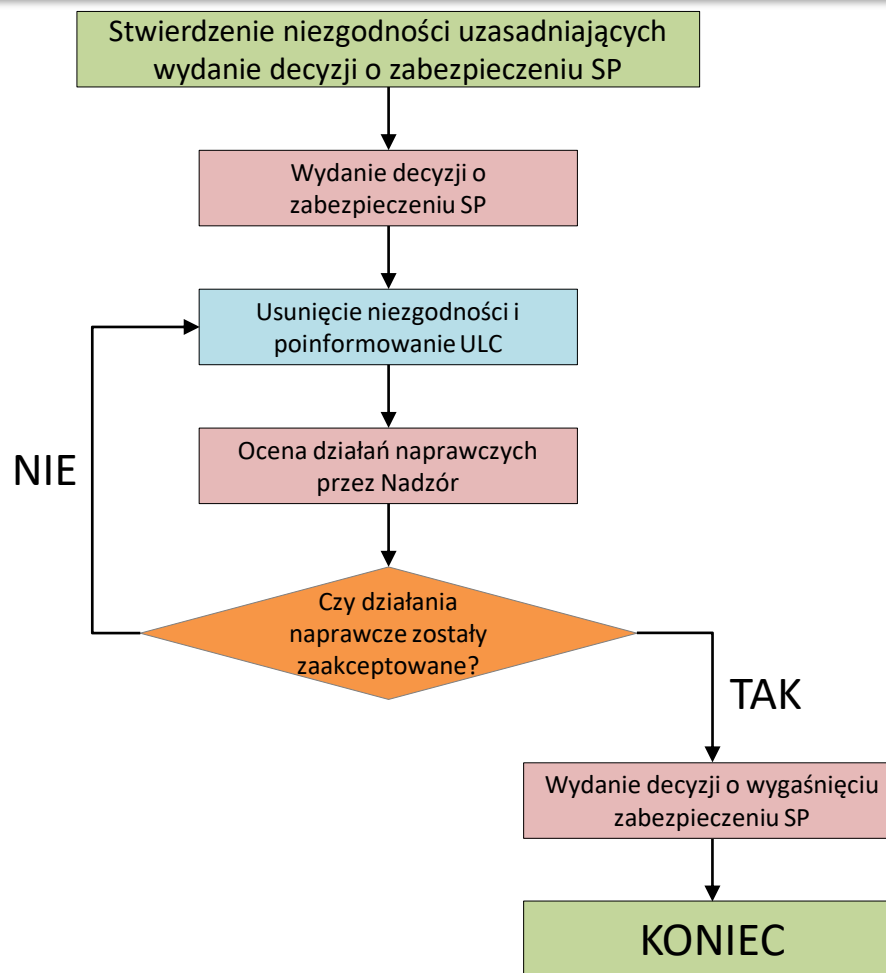 Stwierdzenie niezgodności uzasadniających
wydanie decyzji o zabezpieczeniu SP
Wydanie decyzji o
zabezpieczeniu SP
Usunięcie niezgodności i
poinformowanie ULC
Ocena działań naprawczych
przez Nadzór
NIE
Czy działania
naprawcze zostały
zaakceptowane?
TAK
Wydanie decyzji o wygaśnięciu
zabezpieczeniu SP
KONIEC